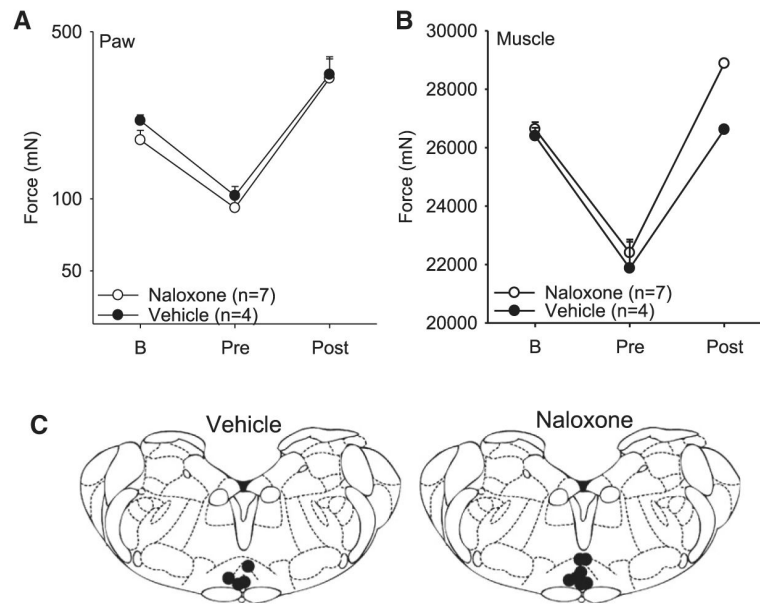 A
Paw
Force (mN)
500
100
50
Naloxone (n=7)
Vehicle (n=4)
B
Pre
Post
B
Muscle
Force (mN)
30000
28000
26000
24000
22000
20000
Naloxone (n=7)
Vehicle (n=4)
B
Pre
Post
C
Vehicle
Naloxone